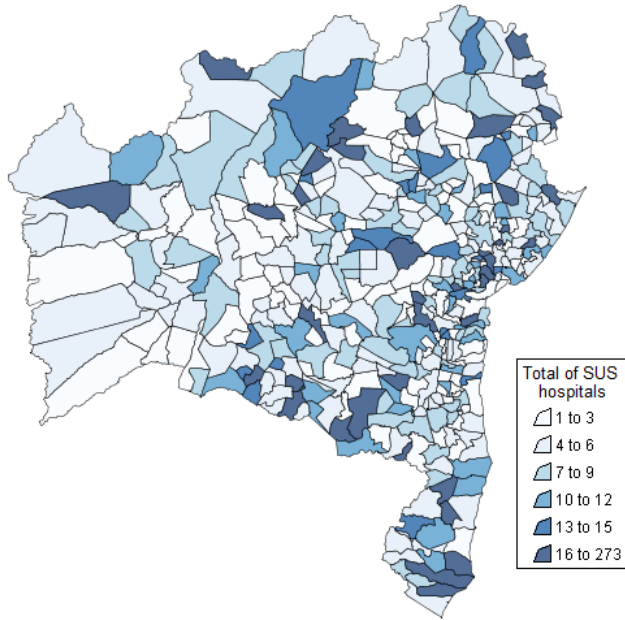 Total of SUS
hospitals
1 to 3
4 to 6
7 to 9
10 to 12
13 to 15
16 to 273